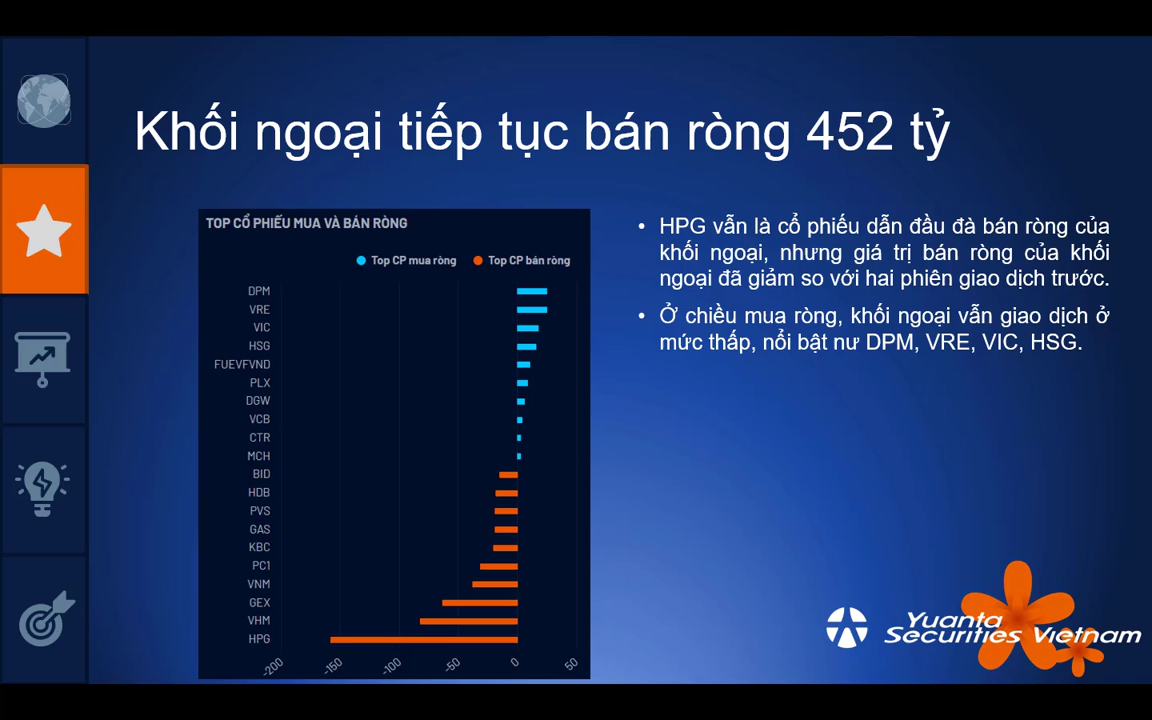 Khối ngoại tiếp tục bán ròng 452 tỷ
TOP CỔ PHIẾU MUA VÀ BÁN RÒNG
Top CP mua ròng Top CP bán ròng
DPM
VRE
VIC
HSG
FUEVFVND
PLX
DGW
VCB
CTR
MCH
BID
HDB
PVS
GAS
KBC
PC1
VNM
GEX
VHM
HPG
-200 -150 -100 -50 0 50
• HPG vẫn là cổ phiếu dẫn đầu đà bán ròng của
khối ngoại, nhưng giá trị bán ròng của khối
ngoại đã giảm so với hai phiên giao dịch trước.
• Ở chiều mua ròng, khối ngoại vẫn giao dịch ở
mức thấp, nổi bật nư DPM, VRE, VIC, HSG.
Yuanta
Securities Vietnam